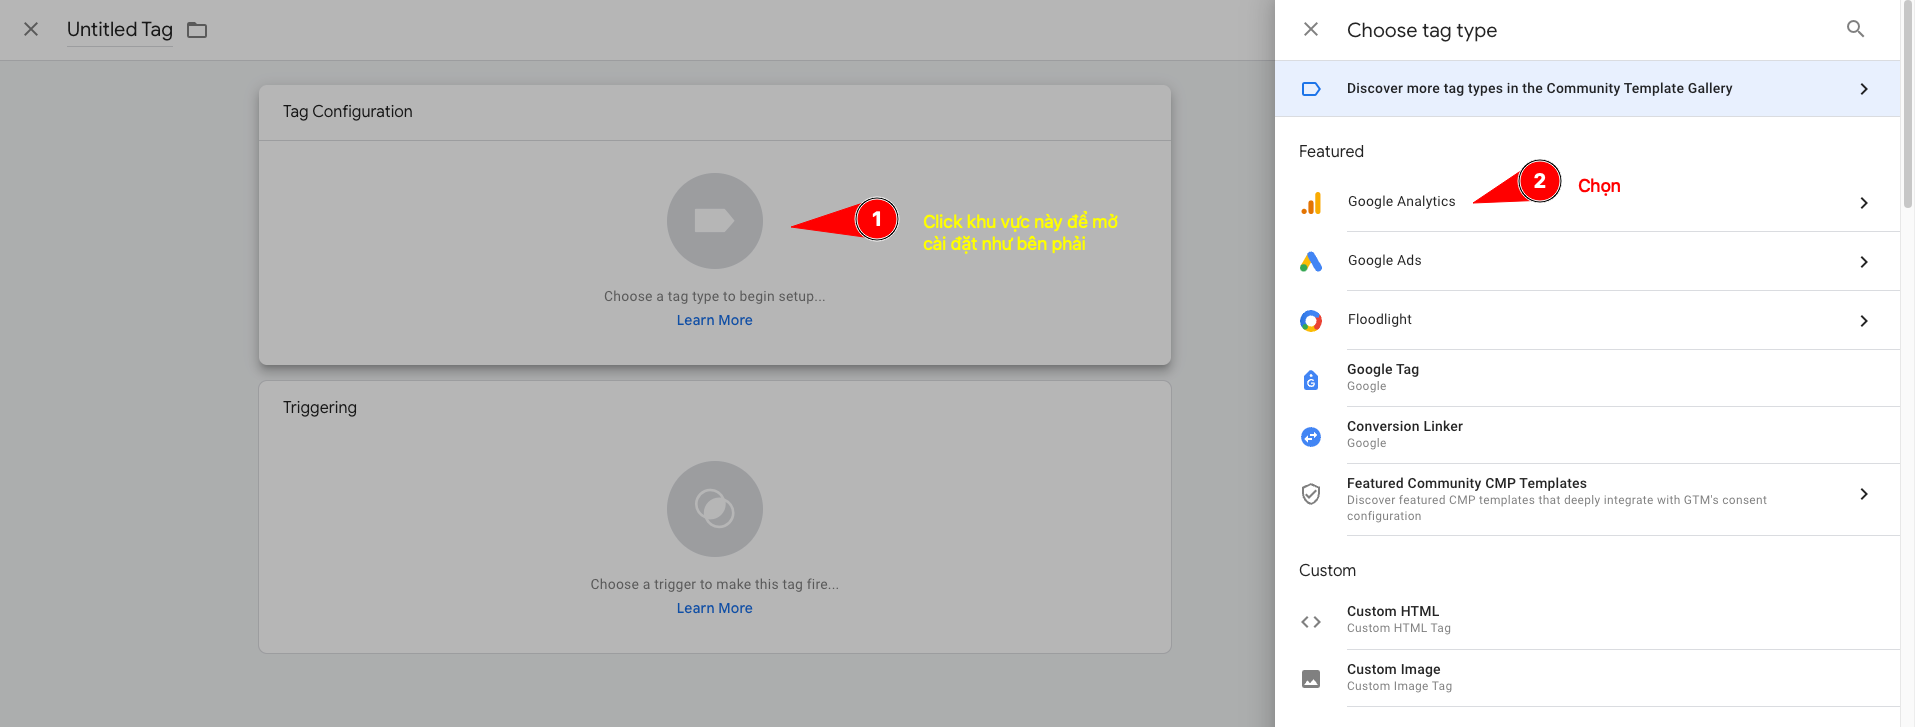 Untitled Tag
Tag Configuration
1
Click khu vực này để mở
cài đặt như bên phải
Choose a tag type to begin setup...
Learn More
Triggering
Choose a trigger to make this tag fire...
Learn More
Choose tag type
Discover more tag types in the Community Template Gallery
Featured
2
Chọn
Google Analytics
Google Ads
Floodlight
G
Google Tag
Google
Conversion Linker
Google
Featured Community CMP Templates
Discover featured CMP templates that deeply integrate with GTM's consent
configuration
Custom
Custom HTML
Custom HTML Tag
Custom Image
Custom Image Tag